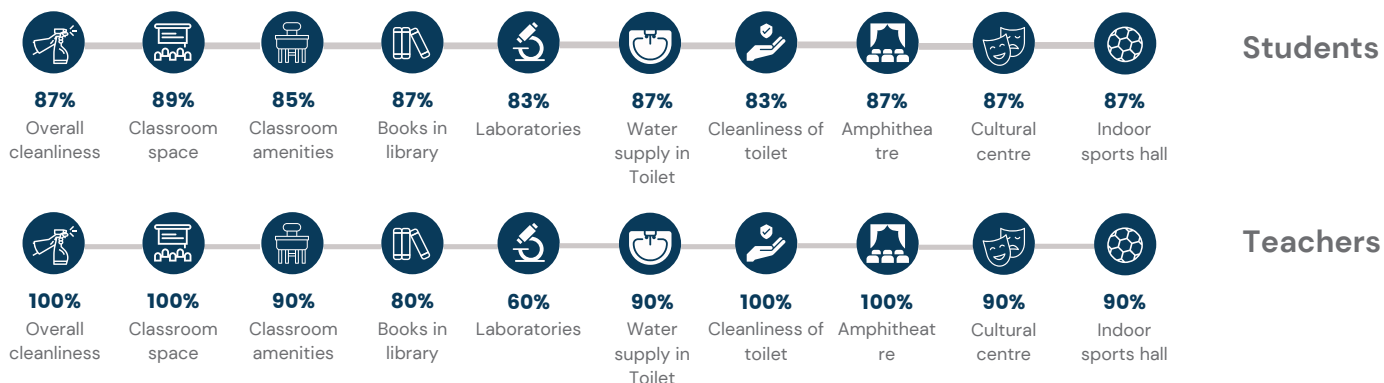 Students
87%
89%
85%
87%
83%
87%
83%
87%
87%
87%
Overall
cleanliness
Classroom
space
Classroom
amenities
Books in
library
Laboratories
Water
supply in
Toilet
Cleanliness of
toilet
Amphithea
tre
Cultural
centre
Indoor
sports hall
Teachers
100%
100%
90%
80%
60%
90%
100%
100%
90%
90%
Overall
cleanliness
Classroom
space
Classroom
amenities
Books in
library
Laboratories
Water
supply in
Toilet
Cleanliness of
toilet
Amphitheat
re
Cultural
centre
Indoor
sports hall